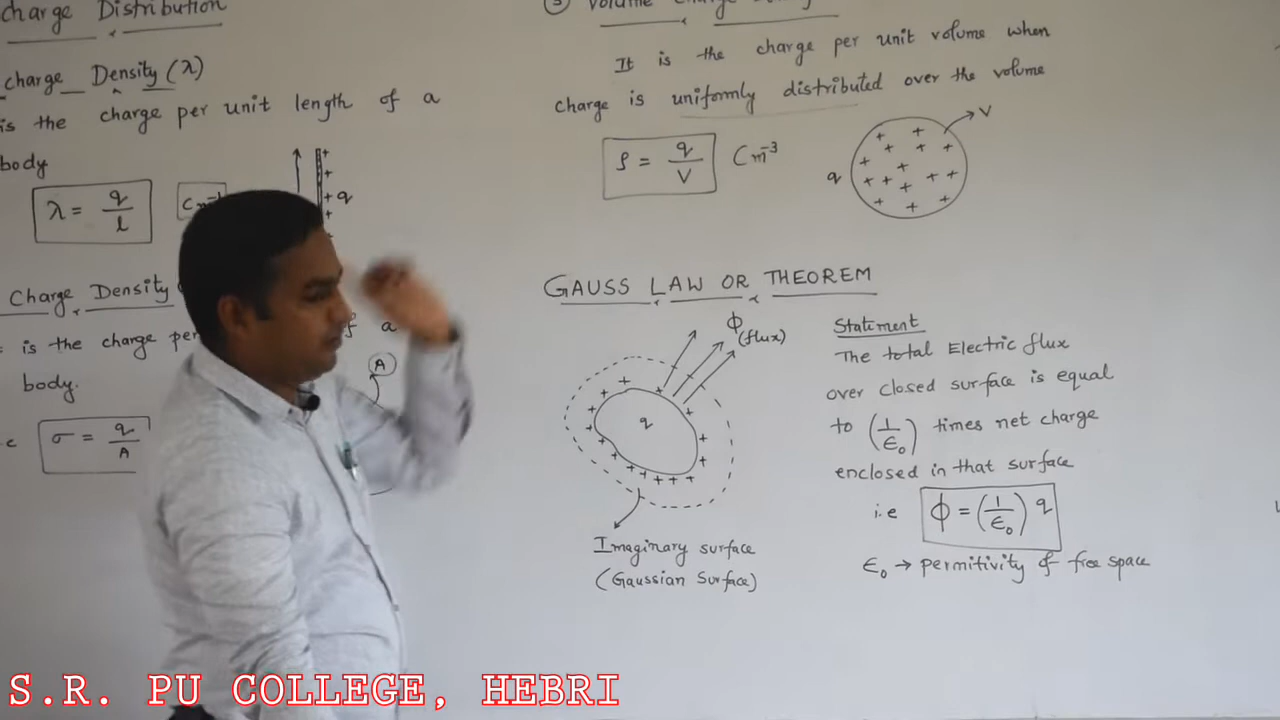 charge Distribution
charge Density (λ)
is the charge per unit length of a
body
λ = q/l
+
+
+ q
+
Charge Density
is the charge per
of a
body.
A
σ = q/A
③ Volume Charge
It is the charge per unit volume when
charge is uniformly distributed over the volume
ρ = q/V Cm⁻³
q
V
+ + + + + + + + + + + + + +
GAUSS LAW OR THEOREM
ϕ
(flux)
q
+ + + + + + + + + + + + + + +
Imaginary surface
(Gaussian Surface)
Statement
The total Electric flux
over closed surface is equal
to (1/ϵ₀) times net charge
enclosed in that surface
i.e ϕ = (1/ϵ₀) q
ϵ₀ → permitivity of free space
S.R. PU COLLEGE, HEBRI